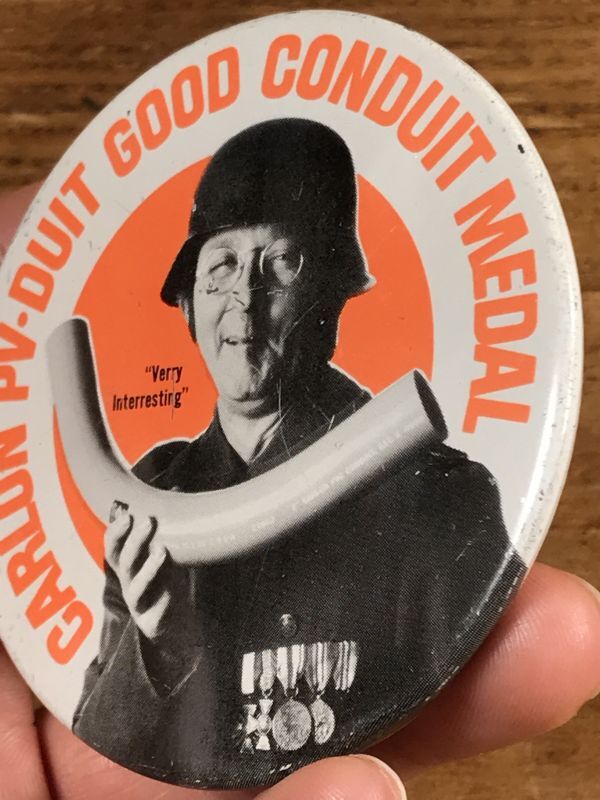 CARLON PV-DUIT GOOD CONDUIT MEDAL
"Verry
Interresting"